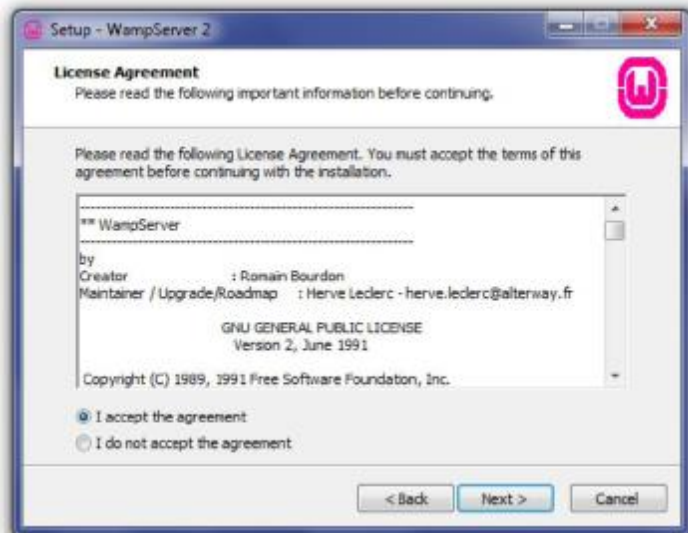 Setup - WampServer 2
License Agreement
Please read the following important information before continuing.
Please read the following License Agreement. You must accept the terms of this
agreement before continuing with the installation.
----------------------------------------------------------------------
** WampServer
----------------------------------------------------------------------
by
Creator : Romain Bourdon
Maintainer / Upgrade/Roadmap : Herve Leclerc - herve.leclerc@alterway.fr
GNU GENERAL PUBLIC LICENSE
Version 2, June 1991
Copyright (C) 1989, 1991 Free Software Foundation, Inc.
I accept the agreement
I do not accept the agreement
< Back Next > Cancel